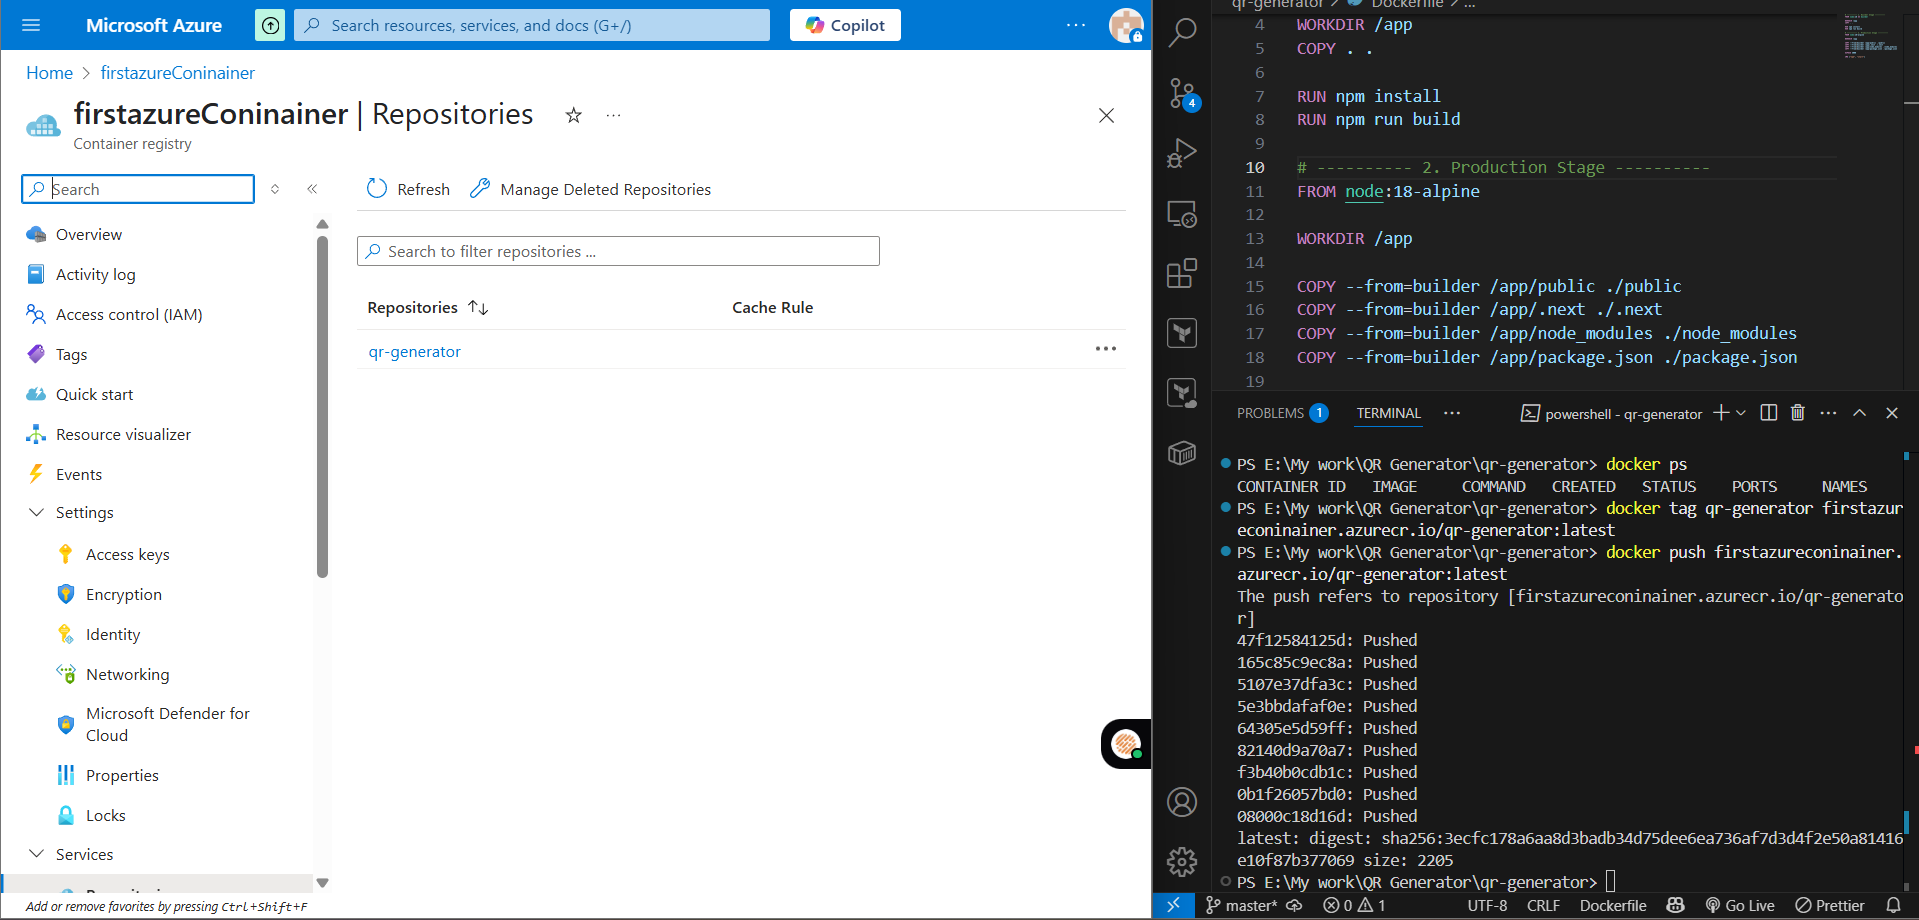 Microsoft Azure
Search resources, services, and docs (G+/)
Copilot
Home > firstazureConinainer
firstazureConinainer | Repositories
Container registry
Search
Refresh
Manage Deleted Repositories
Overview
Activity log
Access control (IAM)
Tags
Quick start
Resource visualizer
Events
Settings
Access keys
Encryption
Identity
Networking
Microsoft Defender for
Cloud
Properties
Locks
Services
Repositories
Add or remove favorites by pressing Ctrl+Shift+F
Search to filter repositories ...
Repositories ↑↓ Cache Rule
qr-generator
qr-generator > Dockerfile > ...
4 WORKDIR /app
5 COPY . .
6
7 RUN npm install
8 RUN npm run build
9
10 # ---------- 2. Production Stage ----------
11 FROM node:18-alpine
12
13 WORKDIR /app
14
15 COPY --from=builder /app/public ./public
16 COPY --from=builder /app/.next ./.next
17 COPY --from=builder /app/node_modules ./node_modules
18 COPY --from=builder /app/package.json ./package.json
19
4
PROBLEMS 1 TERMINAL ... powershell - qr-generator
PS E:\My work\QR Generator\qr-generator> docker ps
CONTAINER ID IMAGE COMMAND CREATED STATUS PORTS NAMES
PS E:\My work\QR Generator\qr-generator> docker tag qr-generator firstazur
econinainer.azurecr.io/qr-generator:latest
PS E:\My work\QR Generator\qr-generator> docker push firstazureconinainer.
azurecr.io/qr-generator:latest
The push refers to repository [firstazureconinainer.azurecr.io/qr-generato
r]
47f12584125d: Pushed
165c85c9ec8a: Pushed
5107e37dfa3c: Pushed
5e3bbdafaf0e: Pushed
64305e5d59ff: Pushed
82140d9a70a7: Pushed
f3b40b0cdb1c: Pushed
0b1f26057bd0: Pushed
08000c18d16d: Pushed
latest: digest: sha256:3ecfc178a6aa8d3badb34d75dee6ea736af7d3d4f2e50a81416
e10f87b377069 size: 2205
PS E:\My work\QR Generator\qr-generator>
master* 0 1 UTF-8 CRLF Dockerfile Go Live Prettier